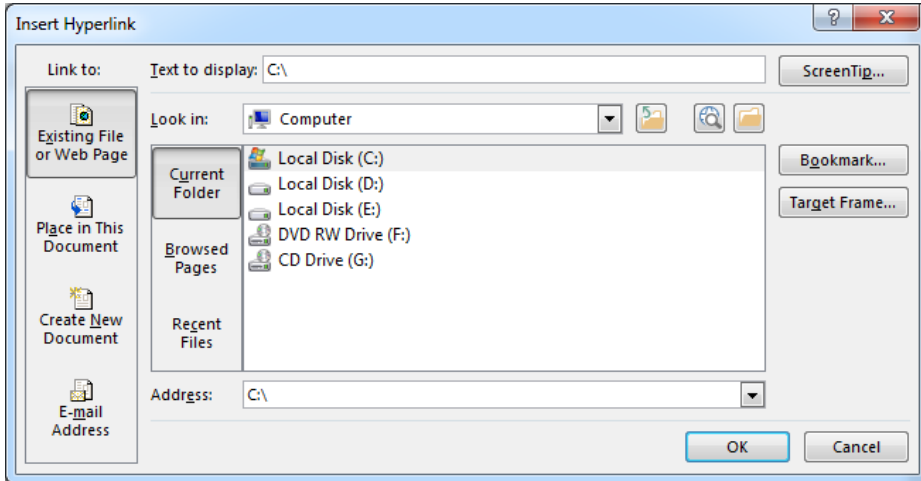 Insert Hyperlink
Link to:
Text to display: C:\
ScreenTip...
Existing File
or Web Page
Look in: Computer
Current
Folder
Local Disk (C:)
Local Disk (D:)
Local Disk (E:)
DVD RW Drive (F:)
CD Drive (G:)
Bookmark...
Target Frame...
Place in This
Document
Browsed
Pages
Create New
Document
Recent
Files
E-mail
Address
Address: C:\
OK
Cancel